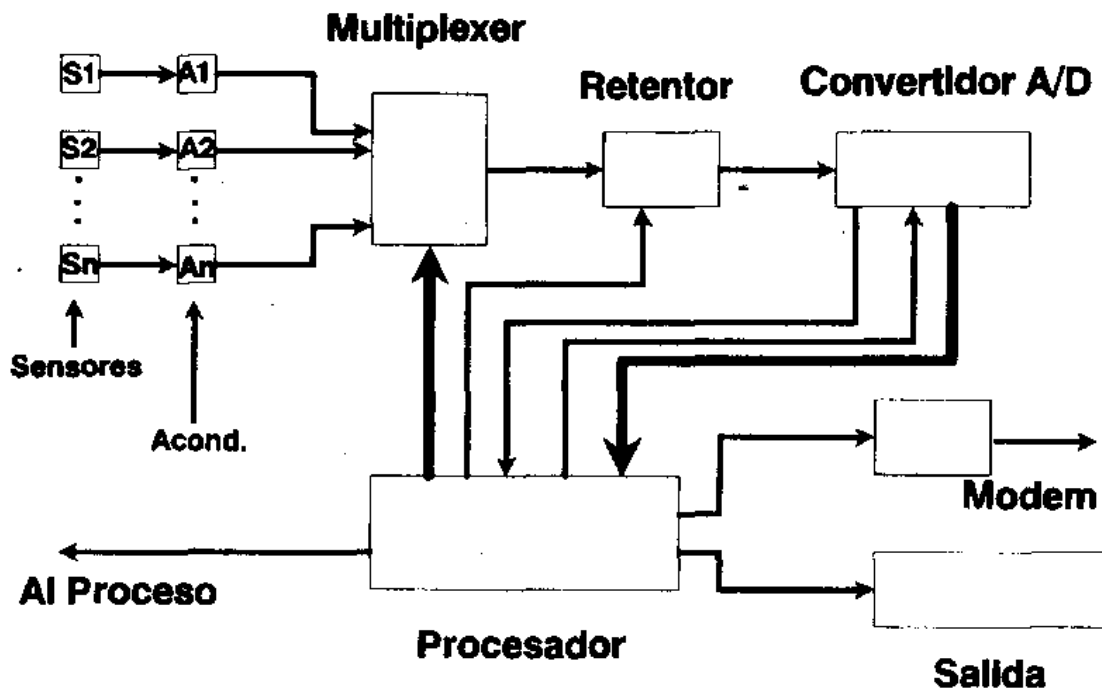 Multiplexer
S1
A1
Retentor
Convertidor A/D
S2
A2
Sn
An
Sensores
Acond.
Modem
Al Proceso
Procesador
Salida